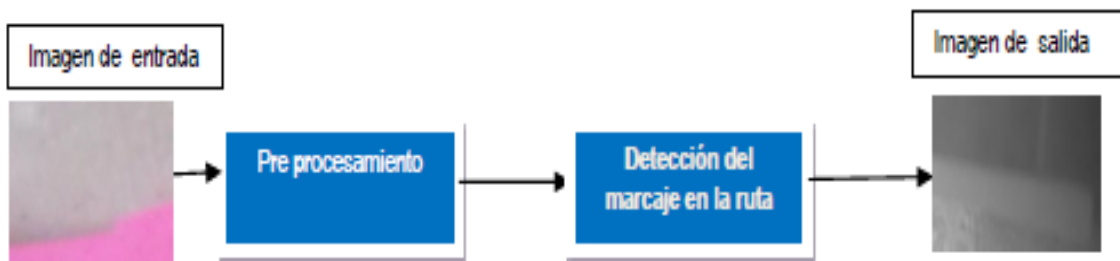 Imagen de entrada
Imagen de salida
Pre procesamiento
Detección del
marcaje en la ruta